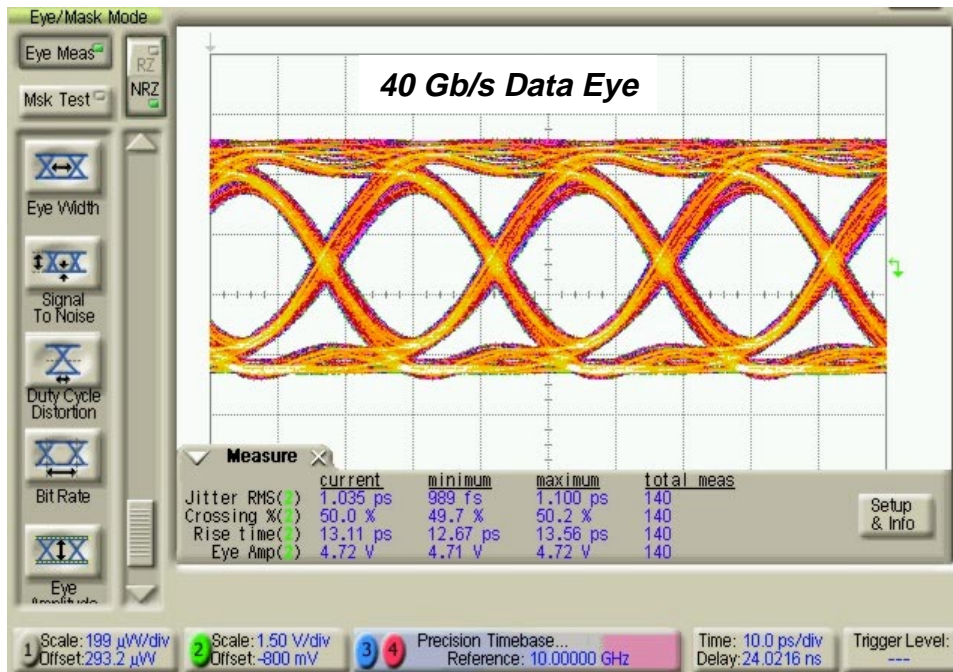 Eye/Mask Mode
Eye Meas
RZ
NRZ
Msk Test
40 Gb/s Data Eye
Eye Width
Signal
To Noise
Duty Cycle
Distortion
Bit Rate
Eye
Amplitude
Measure
current minimum maximum total meas
Jitter RMS(2) 1.035 ps 989 fs 1.100 ps 140
Crossing %(2) 50.0 % 49.7 % 50.2 % 140
Rise time(2) 13.11 ps 12.67 ps 13.56 ps 140
Eye Amp(2) 4.72 V 4.71 V 4.72 V 140
Setup
& Info
1 Scale: 199 µW/div
Offset: 293.2 µW
2 Scale: 1.50 V/div
Offset: -800 mV
3 4
Precision Timebase...
Reference: 10.00000 GHz
Time: 10.0 ps/div
Delay: 24.0216 ns
Trigger Level:
---